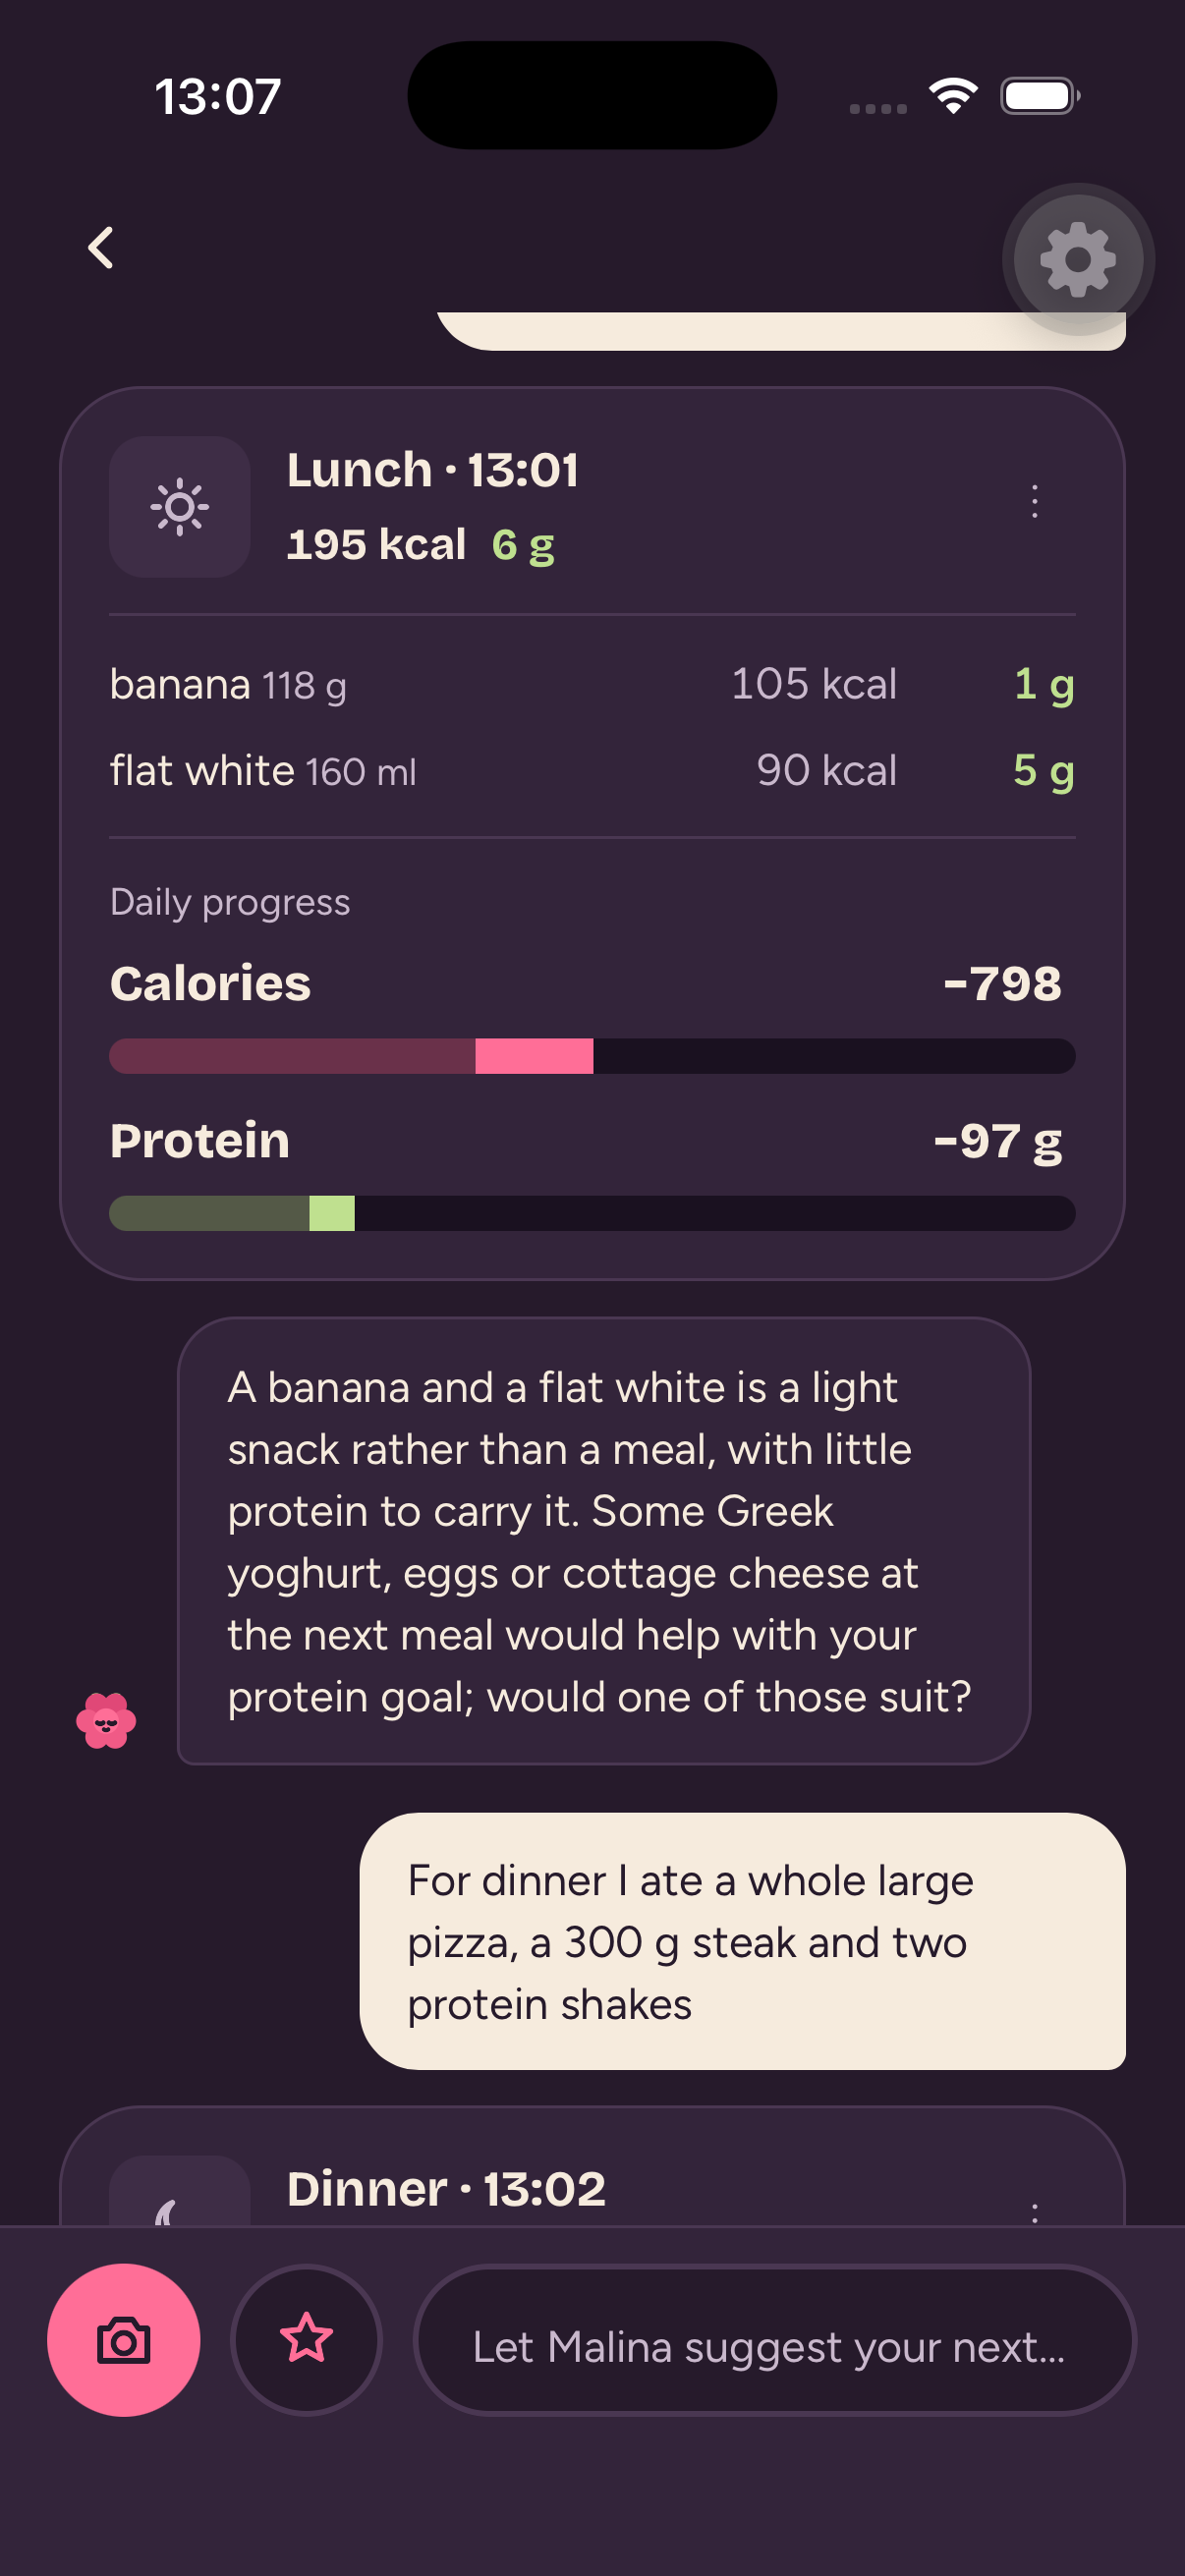 13:07
Lunch · 13:01
195 kcal 6 g
banana 118 g 105 kcal 1 g
flat white 160 ml 90 kcal 5 g
Daily progress
Calories −798
Protein −97 g
A banana and a flat white is a light
snack rather than a meal, with little
protein to carry it. Some Greek
yoghurt, eggs or cottage cheese at
the next meal would help with your
protein goal; would one of those suit?
For dinner I ate a whole large
pizza, a 300 g steak and two
protein shakes
Dinner · 13:02
Let Malina suggest your next...